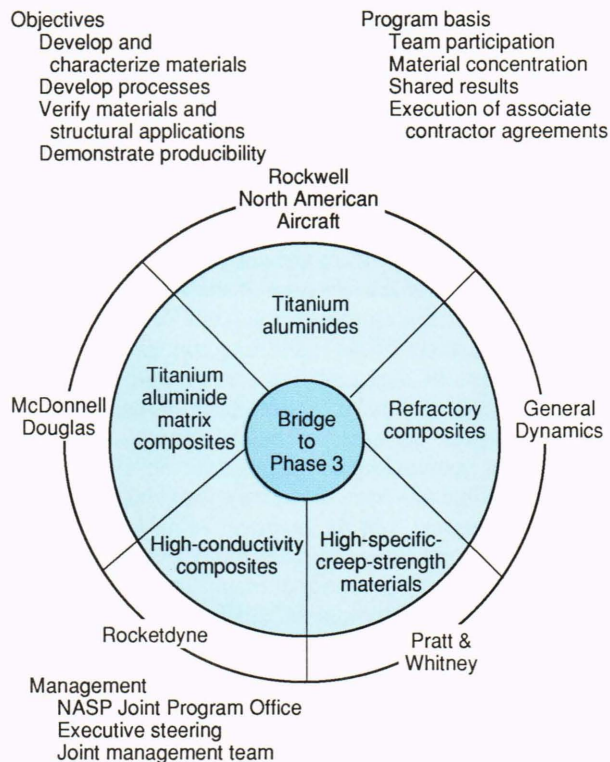 Objectives
Develop and
characterize materials
Develop processes
Verify materials and
structural applications
Demonstrate producibility
Program basis
Team participation
Material concentration
Shared results
Execution of associate
contractor agreements
Rockwell
North American
Aircraft
Titanium
aluminides
McDonnell
Douglas
Titanium
aluminide
matrix
composites
Bridge
to
Phase 3
Refractory
composites
General
Dynamics
High-conductivity
composites
High-specific-
creep-strength
materials
Rocketdyne
Pratt &
Whitney
Management
NASP Joint Program Office
Executive steering
Joint management team